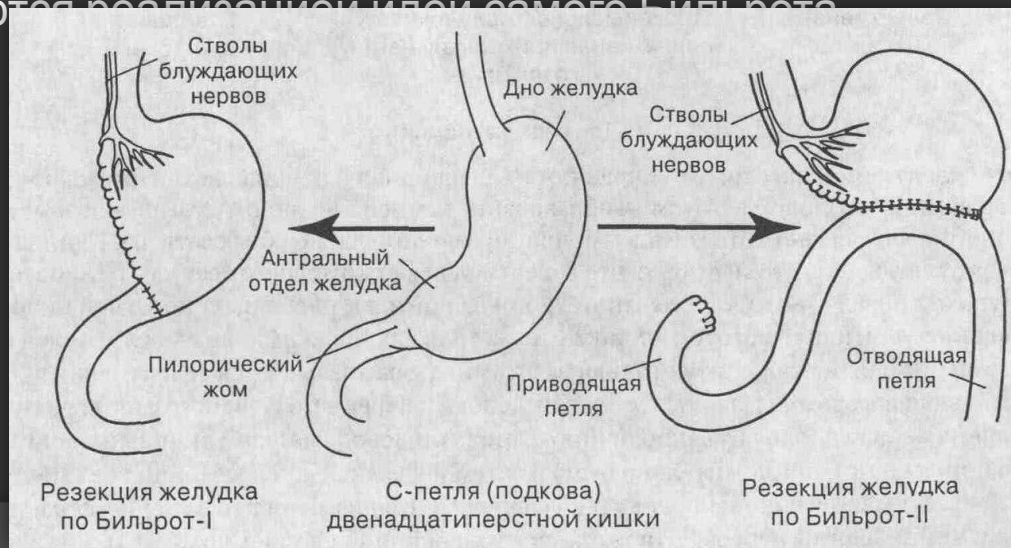 Стволы
блуждающих
нервов
Дно желудка
Стволы
блуждающих
нервов
Антральный
отдел желудка
Пилорический
жом
Приводящая
петля
Отводящая
петля
Резекция желудка
по Бильрот-I
С-петля (подкова)
двенадцатиперстной кишки
Резекция желудка
по Бильрот-II